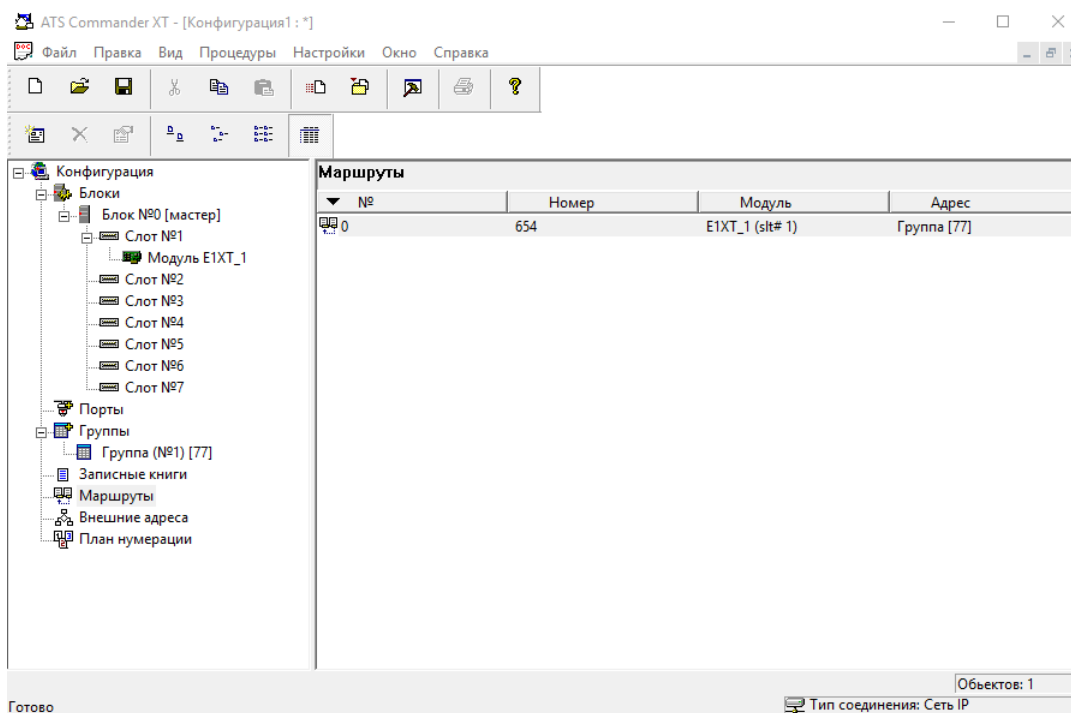 ATS Commander XT - [Конфигурация1 : *]
Файл Правка Вид Процедуры Настройки Окно Справка
Конфигурация
Блоки
Блок №0 [мастер]
Слот №1
Модуль E1XT_1
Слот №2
Слот №3
Слот №4
Слот №5
Слот №6
Слот №7
Порты
Группы
Группа (№1) [77]
Записные книги
Маршруты
Внешние адреса
План нумерации
Маршруты
№ Номер Модуль Адрес
0 654 E1XT_1 (slt# 1) Группа [77]
Обьектов: 1
Готово Тип соединения: Сеть IP